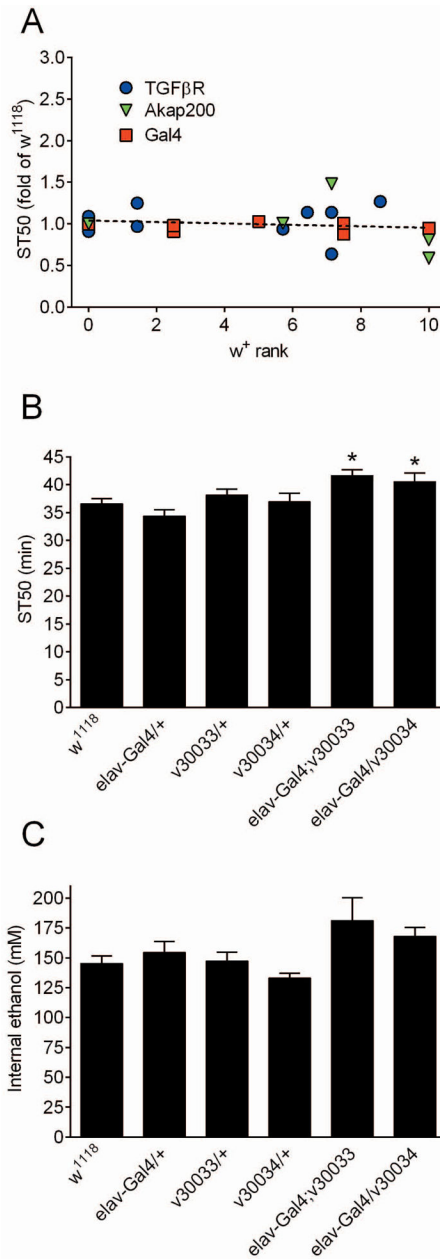 A
ST50 (fold of w¹¹¹⁸)
3.0
2.5
2.0
1.5
1.0
0.5
0.0
TGFβR
Akap200
Gal4
0 2 4 6 8 10
w⁺ rank
B
ST50 (min)
45
40
35
30
25
20
15
10
5
0
* *
w¹¹¹⁸
elav-Gal4/+
v30033/+
v30034/+
elav-Gal4;v30033
elav-Gal4/v30034
C
Internal ethanol (mM)
200
175
150
125
100
75
50
25
0
w¹¹¹⁸
elav-Gal4/+
v30033/+
v30034/+
elav-Gal4;v30033
elav-Gal4/v30034